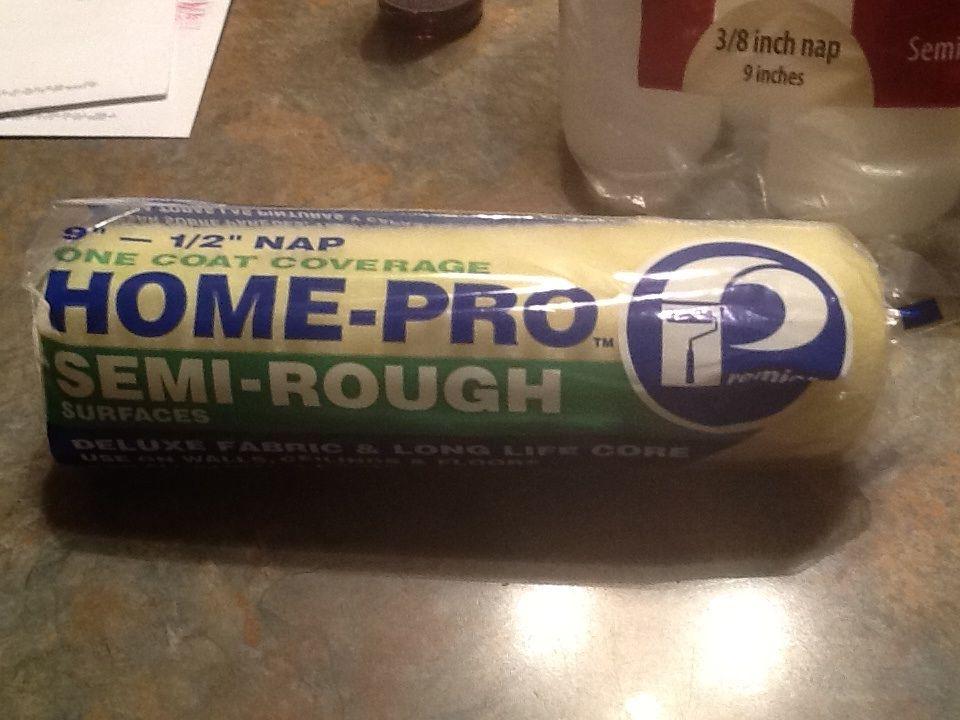 3/8 inch nap
9 inches
Semi
9" — 1/2" NAP
ONE COAT COVERAGE
HOME-PRO™
SEMI-ROUGH
SURFACES
DELUXE FABRIC & LONG LIFE CORE
USE ON WALLS, CEILINGS & FLOORS
Premier